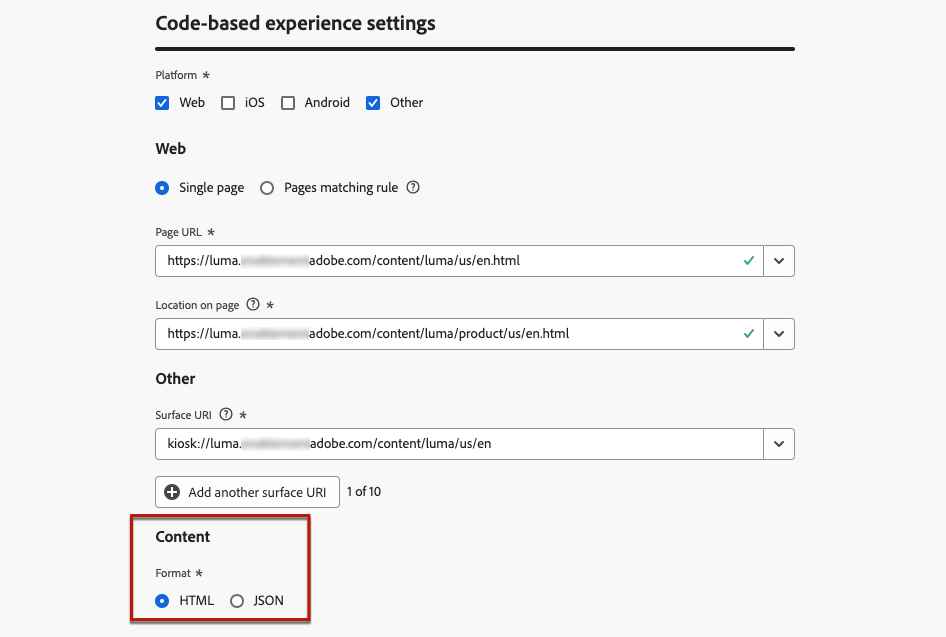 Code-based experience settings
Platform *
Web iOS Android Other
Web
Single page Pages matching rule ?
Page URL *
https://luma. adobe.com/content/luma/us/en.html
Location on page ? *
https://luma. adobe.com/content/luma/product/us/en.html
Other
Surface URI ? *
kiosk://luma. adobe.com/content/luma/us/en
Add another surface URI 1 of 10
Content
Format *
HTML JSON